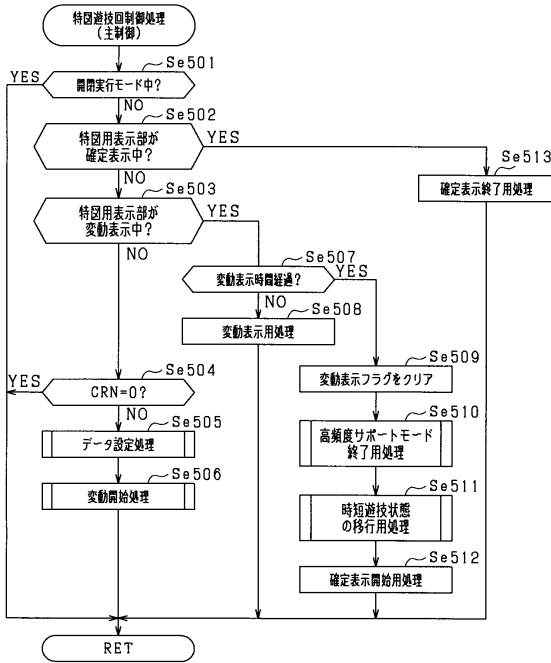 特図遊技回制御処理
(主制御)
Se501
YES
開閉実行モード中?
NO
Se502
特図用表示部が
確定表示中?
YES
NO
Se513
確定表示終了用処理
Se503
特図用表示部が
変動表示中?
YES
NO
Se507
変動表示時間経過?
YES
NO
Se508
変動表示用処理
Se509
変動表示フラグをクリア
Se504
YES
CRN=0?
NO
Se510
高頻度サポートモード
終了用処理
Se505
データ設定処理
Se506
変動開始処理
Se511
時短遊技状態
の移行用処理
Se512
確定表示開始用処理
RET